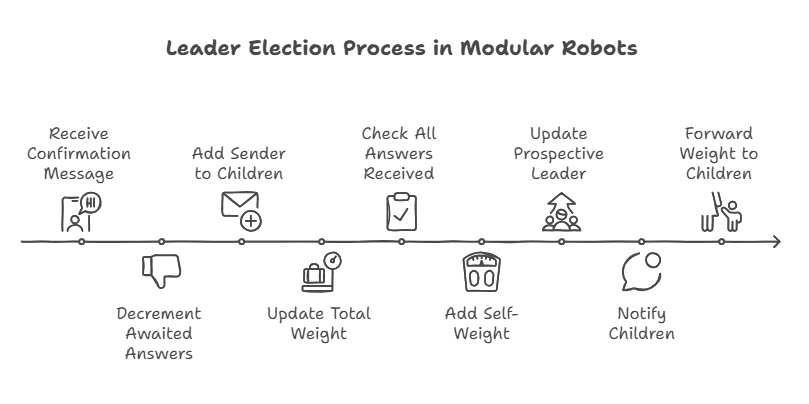 Leader Election Process in Modular Robots
Receive
Confirmation
Message
HI
Decrement
Awaited
Answers
Add Sender
to Children
Update Total
Weight
Check All
Answers
Received
Add Self-
Weight
Update
Prospective
Leader
Notify
Children
Forward
Weight to
Children